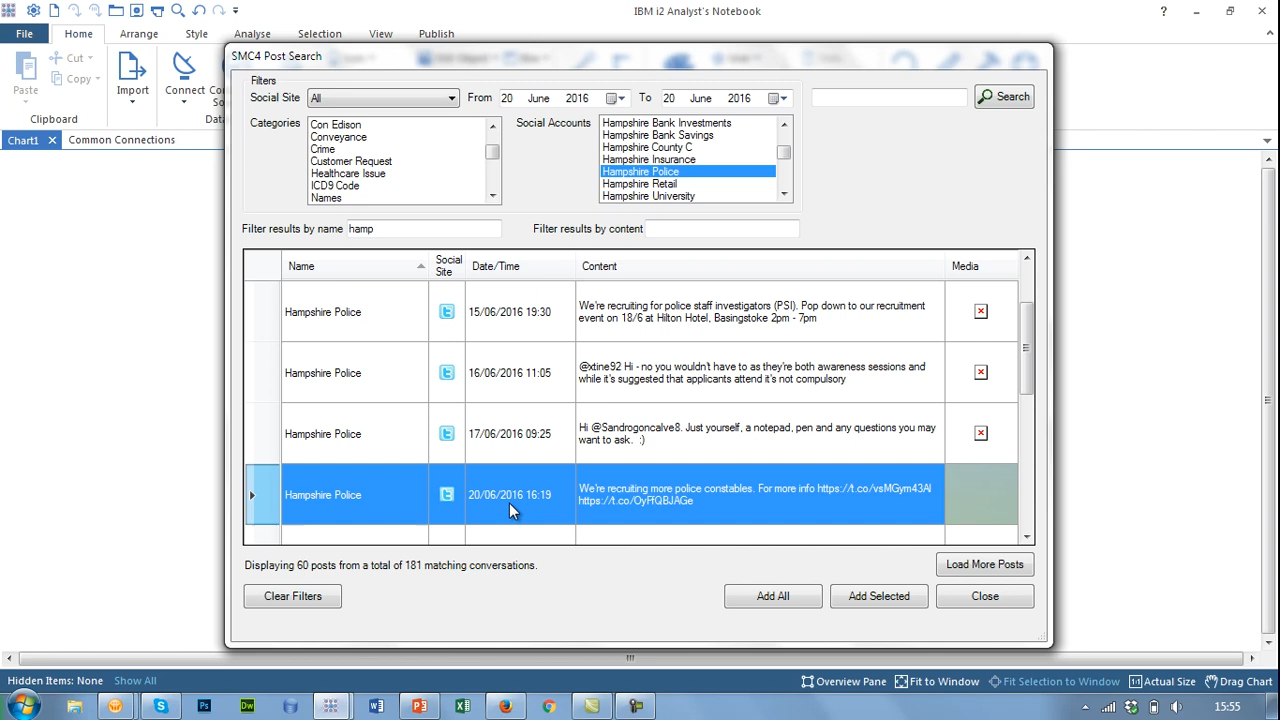 IBM i2 Analyst's Notebook
File
Home
Arrange
Style
Analyse
Selection
View
Publish
SMC4 Post Search
Paste
Cut
Copy
Clipboard
Import
Connect
Chart1
Common Connections
Filters
Social Site
All
From
20 June 2016
To
20 June 2016
Search
Categories
Con Edison
Conveyance
Crime
Customer Request
Healthcare Issue
ICD9 Code
Names
Social Accounts
Hampshire Bank Investments
Hampshire Bank Savings
Hampshire County C
Hampshire Insurance
Hampshire Police
Hampshire Retail
Hampshire University
Filter results by name
hamp
Filter results by content
Name
Social
Site
Date/Time
Content
Media
Hampshire Police
15/06/2016 19:30
We're recruiting for police staff investigators (PSI). Pop down to our recruitment
event on 18/6 at Hilton Hotel, Basingstoke 2pm - 7pm
Hampshire Police
16/06/2016 11:05
@xtine92 Hi - no you wouldn't have to as they're both awareness sessions and
while it's suggested that applicants attend it's not compulsory
Hampshire Police
17/06/2016 09:25
Hi @Sandrogoncalve8. Just yourself, a notepad, pen and any questions you may
want to ask. :)
Hampshire Police
20/06/2016 16:19
We're recruiting more police constables. For more info https://t.co/vsMGym43Al
https://t.co/OyFfQBJAGe
Displaying 60 posts from a total of 181 matching conversations.
Load More Posts
Clear Filters
Add All
Add Selected
Close
Hidden Items: None
Show All
Overview Pane
Fit to Window
Fit Selection to Window
Actual Size
Drag Chart
15:55